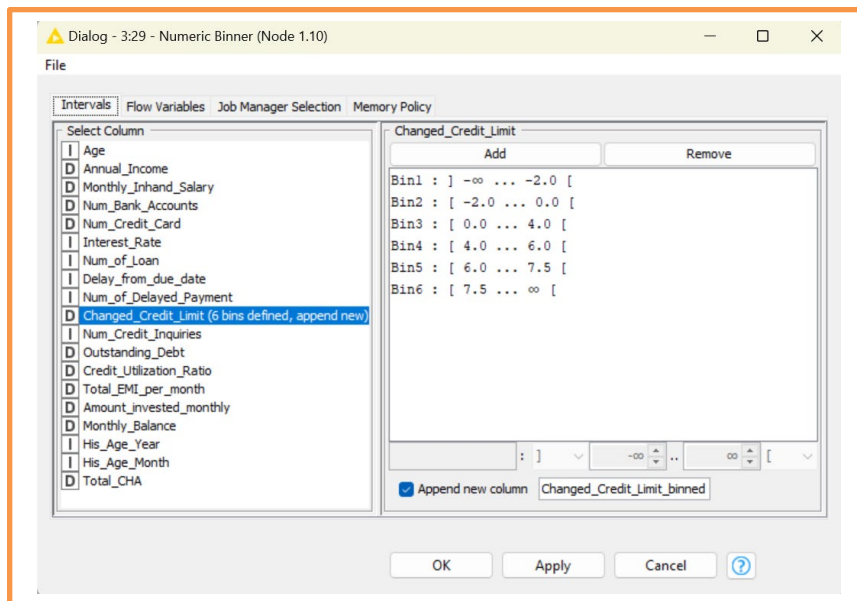 Dialog - 3:29 - Numeric Binner (Node 1.10)
File
Intervals Flow Variables Job Manager Selection Memory Policy
Select Column
I Age
D Annual_Income
D Monthly_Inhand_Salary
D Num_Bank_Accounts
D Num_Credit_Card
I Interest_Rate
I Num_of_Loan
I Delay_from_due_date
I Num_of_Delayed_Payment
D Changed_Credit_Limit (6 bins defined, append new)
I Num_Credit_Inquiries
D Outstanding_Debt
D Credit_Utilization_Ratio
D Total_EMI_per_month
D Amount_invested_monthly
D Monthly_Balance
I His_Age_Year
I His_Age_Month
D Total_CHA
Changed_Credit_Limit
Add Remove
Bin1 : ] -∞ ... -2.0 [
Bin2 : [ -2.0 ... 0.0 [
Bin3 : [ 0.0 ... 4.0 [
Bin4 : [ 4.0 ... 6.0 [
Bin5 : [ 6.0 ... 7.5 [
Bin6 : [ 7.5 ... ∞ [
: ] -∞ .. ∞ [
Append new column Changed_Credit_Limit_binned
OK Apply Cancel ?